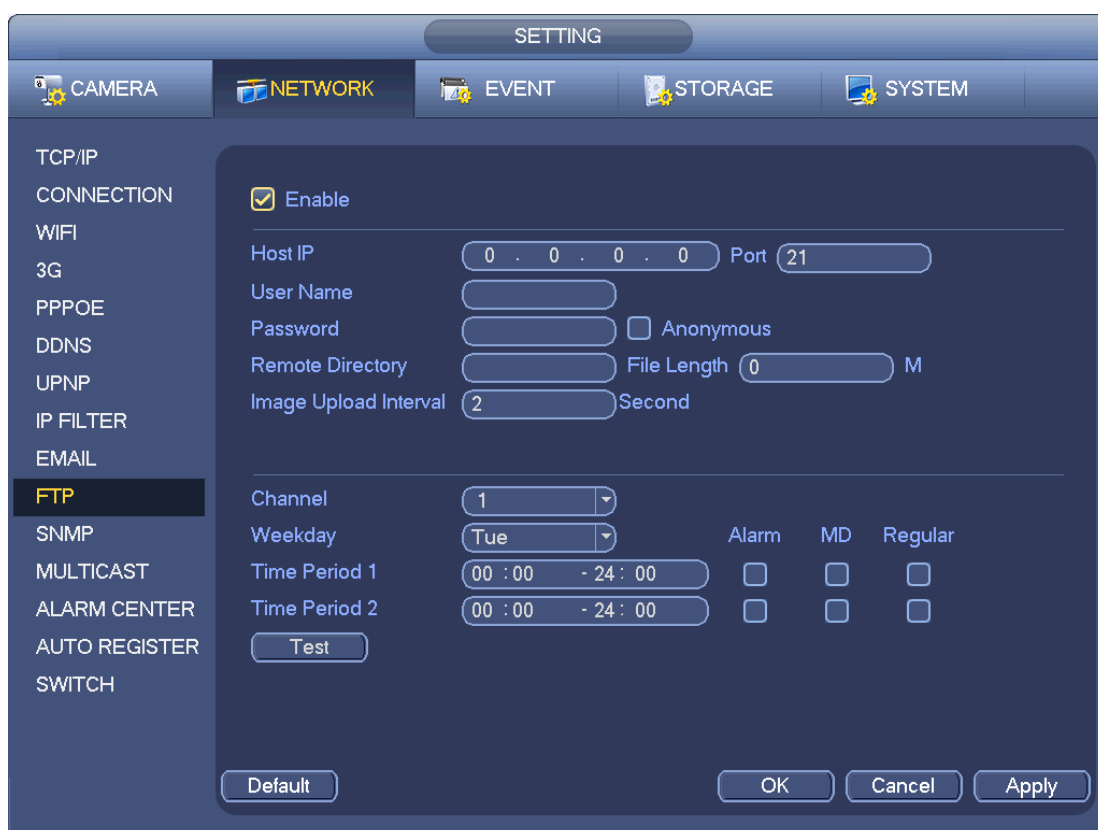 SETTING
CAMERA NETWORK EVENT STORAGE SYSTEM
TCP/IP
CONNECTION
WIFI
3G
PPPOE
DDNS
UPNP
IP FILTER
EMAIL
FTP
SNMP
MULTICAST
ALARM CENTER
AUTO REGISTER
SWITCH
Enable
Host IP 0 . 0 . 0 . 0 Port 21
User Name
Password Anonymous
Remote Directory File Length 0 M
Image Upload Interval 2 Second
Channel 1
Weekday Tue Alarm MD Regular
Time Period 1 00 : 00 - 24 : 00
Time Period 2 00 : 00 - 24 : 00
Test
Default OK Cancel Apply